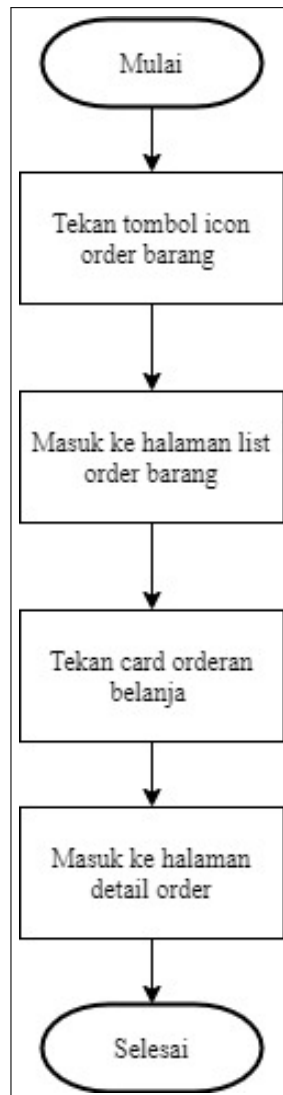 Mulai
Tekan tombol icon
order barang
Masuk ke halaman list
order barang
Tekan card orderan
belanja
Masuk ke halaman
detail order
Selesai